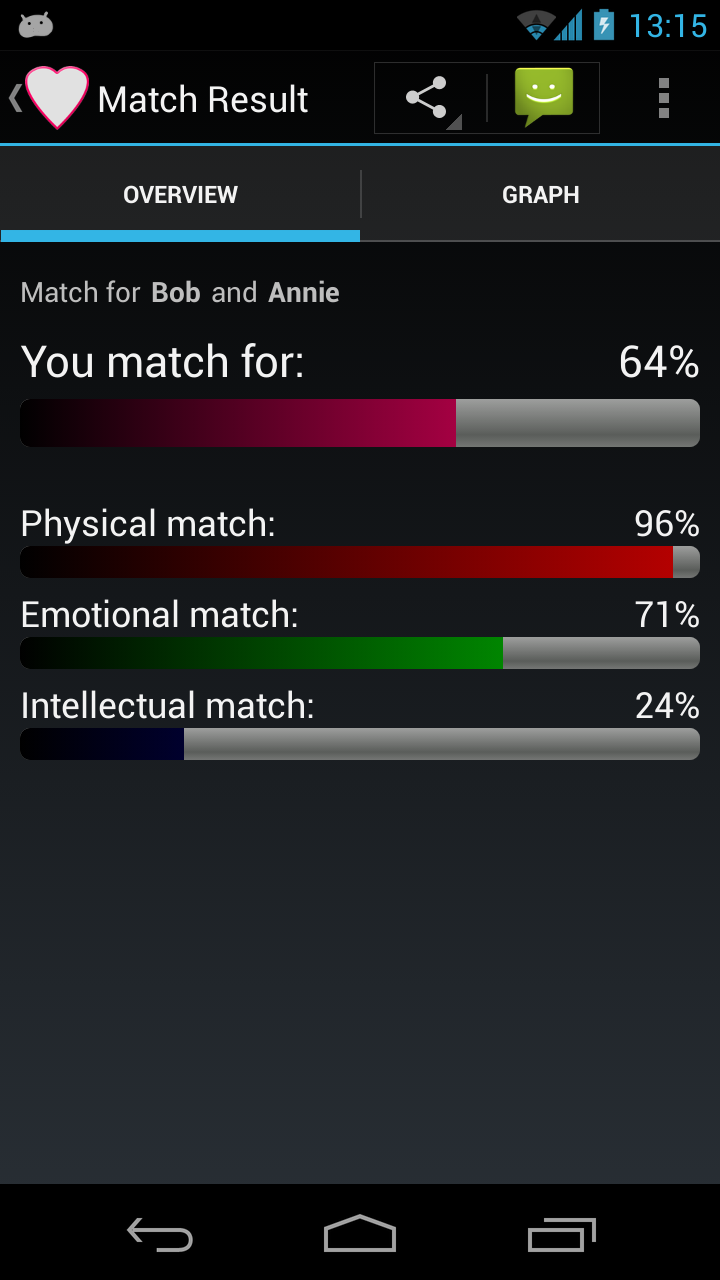 13:15
Match Result
OVERVIEW GRAPH
Match for Bob and Annie
You match for: 64%
Physical match: 96%
Emotional match: 71%
Intellectual match: 24%